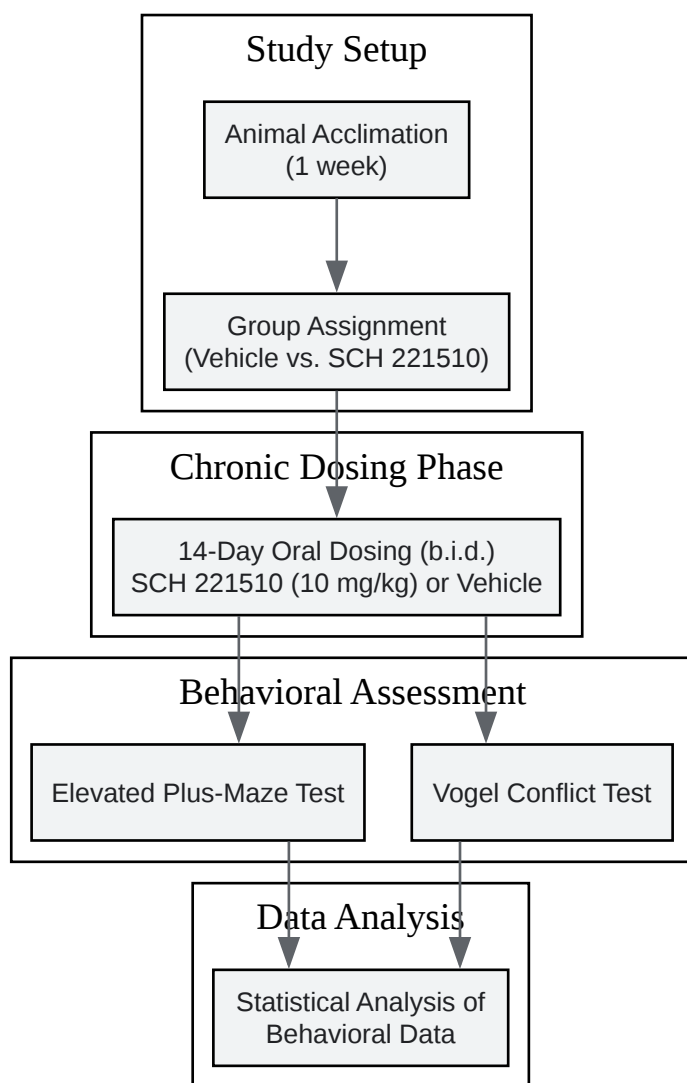 Study Setup
Animal Acclimation
(1 week)
Group Assignment
(Vehicle vs. SCH 221510)
Chronic Dosing Phase
14-Day Oral Dosing (b.i.d.)
SCH 221510 (10 mg/kg) or Vehicle
Behavioral Assessment
Elevated Plus-Maze Test
Vogel Conflict Test
Data Analysis
Statistical Analysis of
Behavioral Data